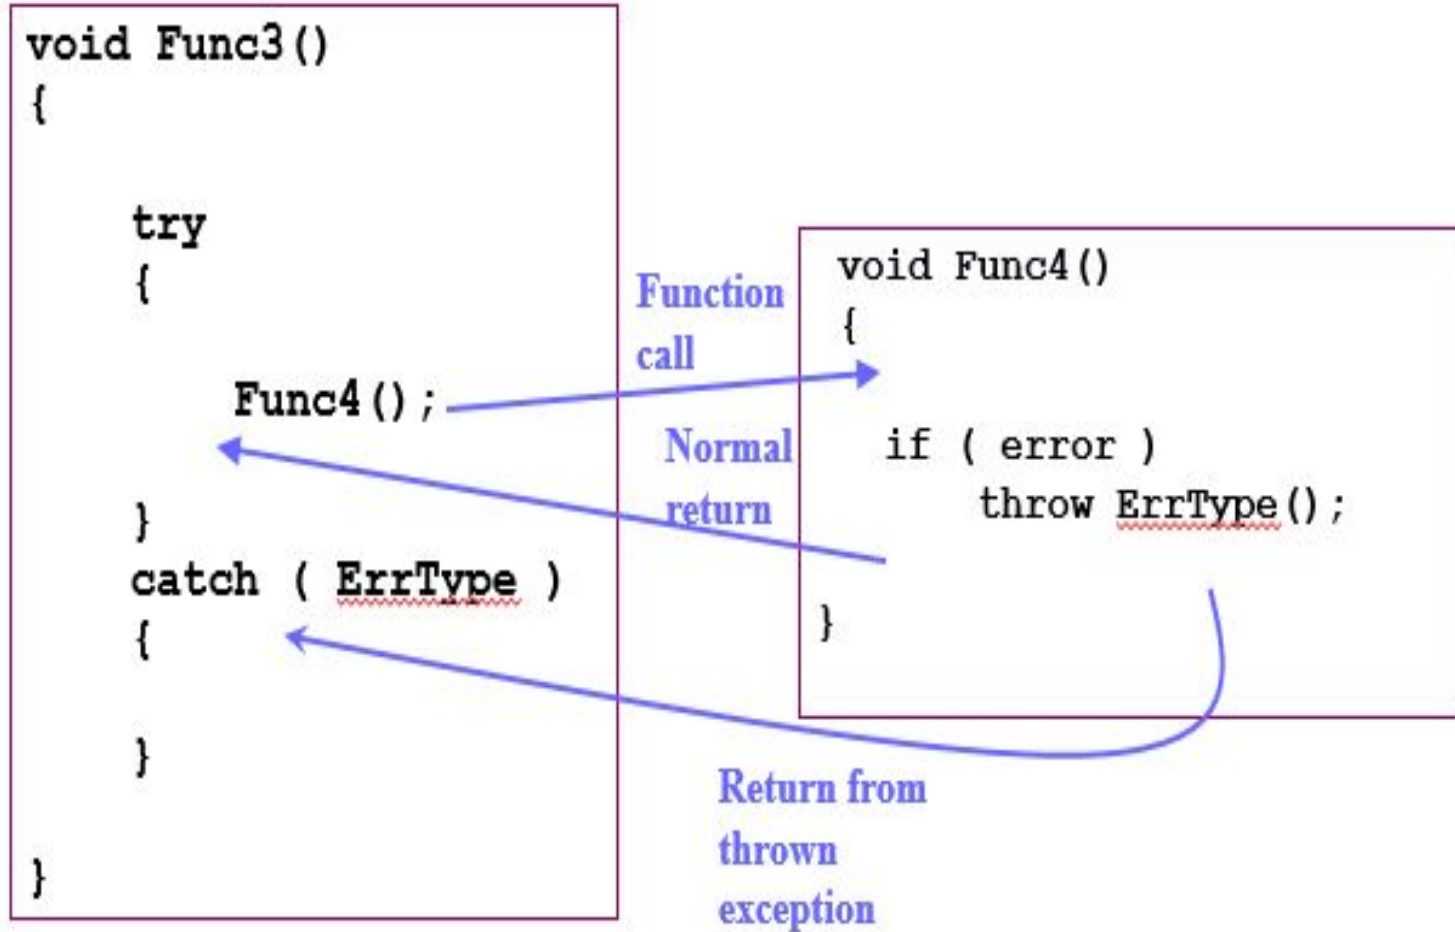 void Func3()
{
try
{
Func4();
}
catch ( ErrType )
{
}
}
Function
call
Normal
return
void Func4()
{
if ( error )
throw ErrType();
}
Return from
thrown
exception